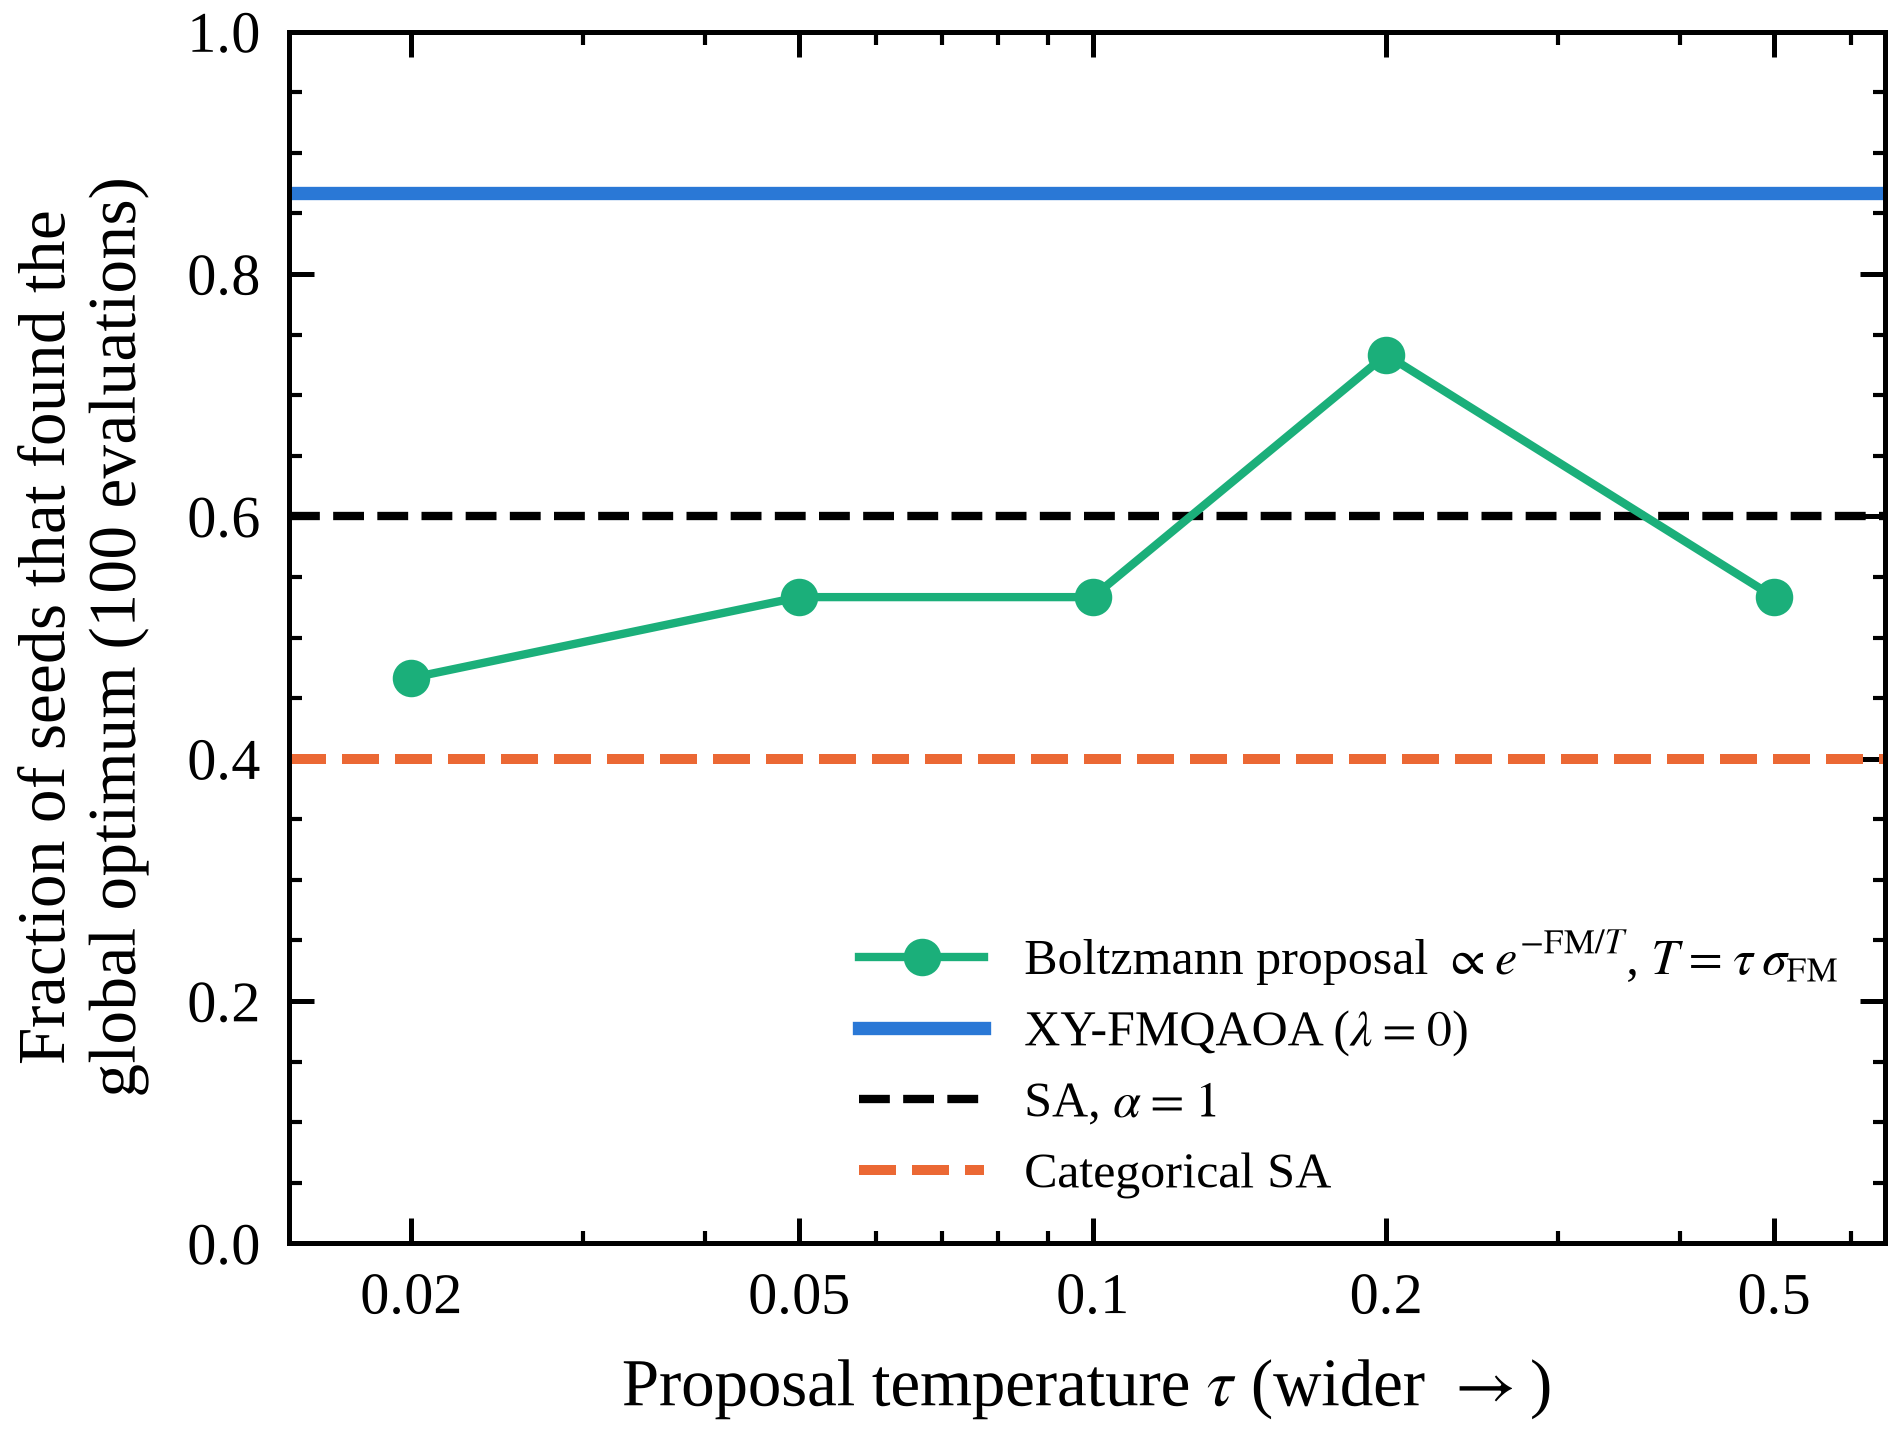 Fraction of seeds that found the
global optimum (100 evaluations)
1.0
0.8
0.6
0.4
0.2
0.0
Boltzmann proposal ∝ e^{−FM/T}, T = τ σ_{FM}
XY-FMQAOA (λ = 0)
SA, α = 1
Categorical SA
0.02 0.05 0.1 0.2 0.5
Proposal temperature τ (wider → )